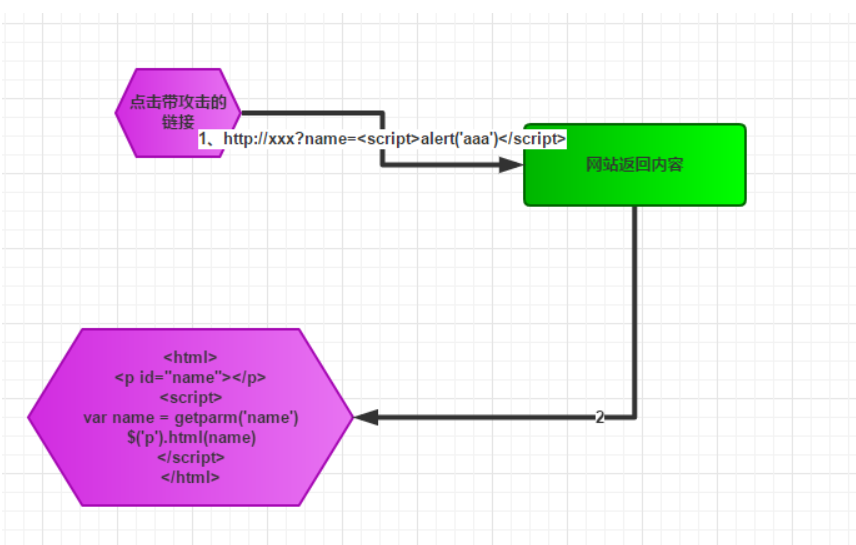 点击带攻击的
链接
1、http://xxx?name=<script>alert('aaa')</script>
网站返回内容
<html>
<p id="name"></p>
<script>
var name = getparm('name')
$('p').html(name)
</script>
</html>
2